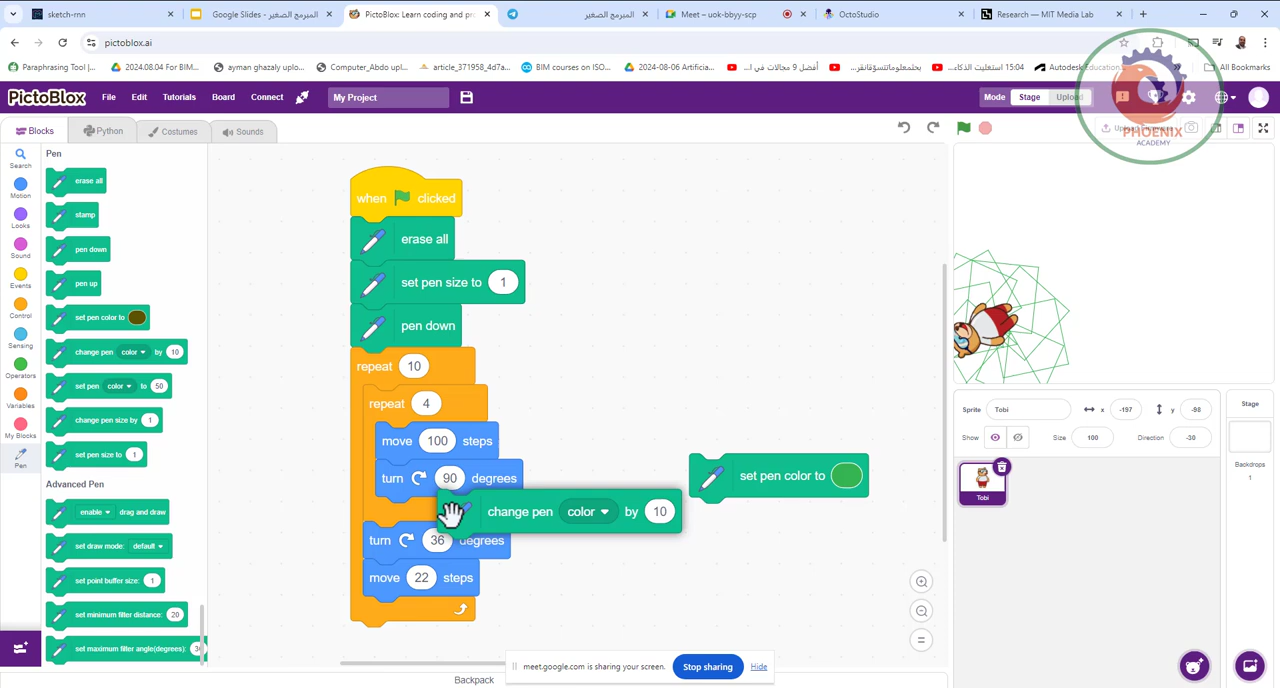 sketch-rnn
Google Slides - المبرمج الصغير
PictoBlox: Learn coding and pr
المبرمج الصغير
Meet – uok-bbyy-scp
OctoStudio
Research — MIT Media Lab
pictoblox.ai
Paraphrasing Tool |...
2024.08.04 For BIM...
ayman ghazaly uplo...
Computer_Abdo upl...
article_371958_4d7a...
BIM courses on ISO...
2024-08-06 Artificia...
أفضل 9 مجالات في ا...
Autodesk Education
All Bookmarks
PictoBlox
File
Edit
Tutorials
Board
Connect
My Project
Mode
Stage
Upload
PHOENIX
ACADEMY
Blocks
Python
Costumes
Sounds
Search
Motion
Looks
Sound
Events
Control
Sensing
Operators
Variables
My Blocks
Pen
Pen
erase all
stamp
pen down
pen up
set pen color to
change pen color by 10
set pen color to 50
change pen size by 1
set pen size to 1
Advanced Pen
enable drag and draw
set draw mode: default
set point buffer size: 1
set minimum filter distance: 20
set maximum filter angle(degrees):
when clicked
erase all
set pen size to 1
pen down
repeat 10
repeat 4
move 100 steps
turn 90 degrees
change pen color by 10
turn 36 degrees
move 22 steps
set pen color to
Sprite Tobi x -197 y -98
Show Size 100 Direction -30
Tobi
Stage
Backdrops
1
meet.google.com is sharing your screen.
Stop sharing
Hide
Backpack